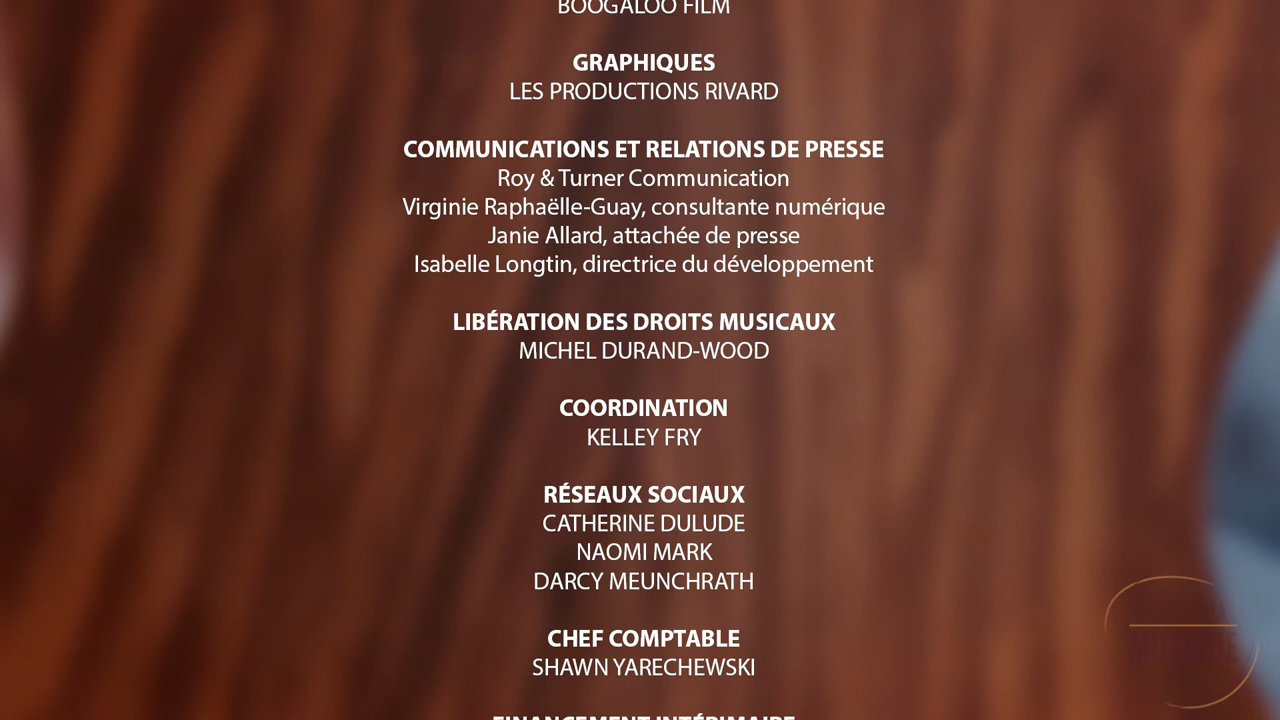 BOOGALOO FILM
GRAPHIQUES
LES PRODUCTIONS RIVARD
COMMUNICATIONS ET RELATIONS DE PRESSE
Roy & Turner Communication
Virginie Raphaëlle-Guay, consultante numérique
Janie Allard, attachée de presse
Isabelle Longtin, directrice du développement
LIBÉRATION DES DROITS MUSICAUX
MICHEL DURAND-WOOD
COORDINATION
KELLEY FRY
RÉSEAUX SOCIAUX
CATHERINE DULUDE
NAOMI MARK
DARCY MEUNCHRATH
CHEF COMPTABLE
SHAWN YARECHEWSKI
FINANCEMENT INTÉRIMAIRE